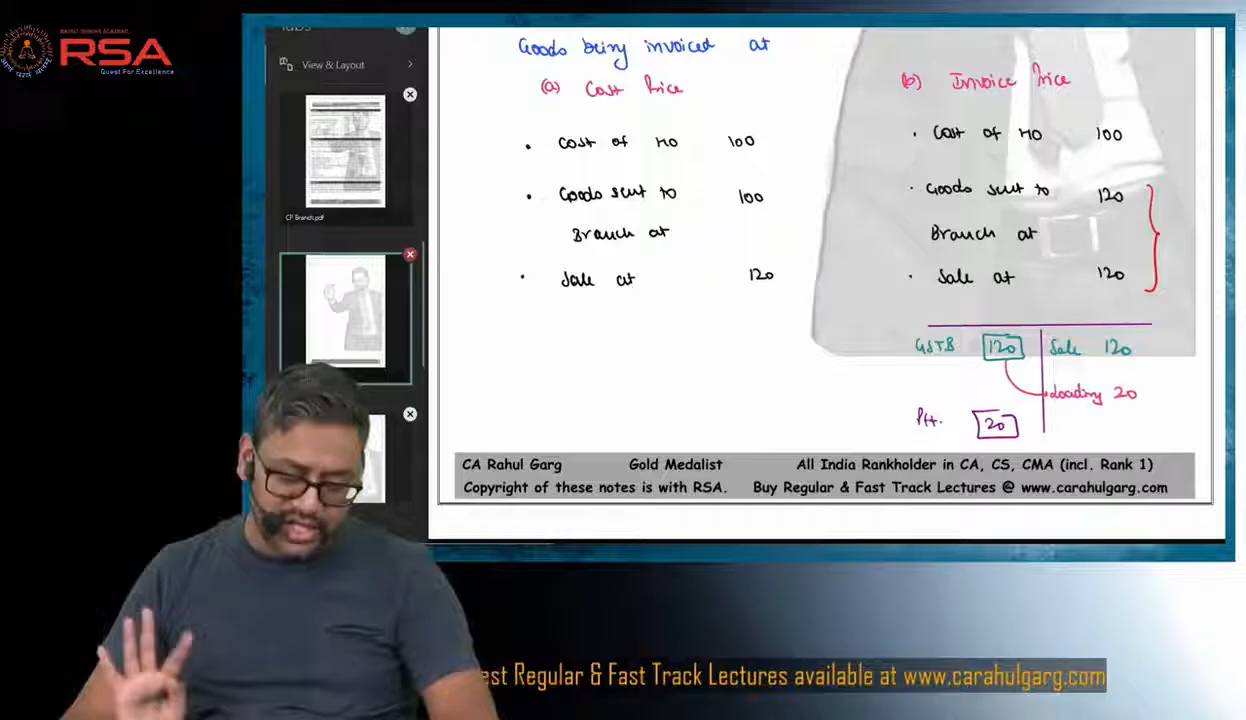 RSA
Quest For Excellence
View & Layout
CF Branch.pdf
Goods being invoiced at
(a) Cost Price
• Cost of HO 100
• Goods sent to 100
Branch at
• Sale at 120
(b) Invoice Price
• Cost of HO 100
• Goods sent to 120
Branch at
• Sale at 120
GSTB 120 Sale 120
Loading 20
Pft. 20
CA Rahul Garg Gold Medalist All India Rankholder in CA, CS, CMA (incl. Rank 1)
Copyright of these notes is with RSA. Buy Regular & Fast Track Lectures @ www.carahulgarg.com
est Regular & Fast Track Lectures available at www.carahulgarg.com